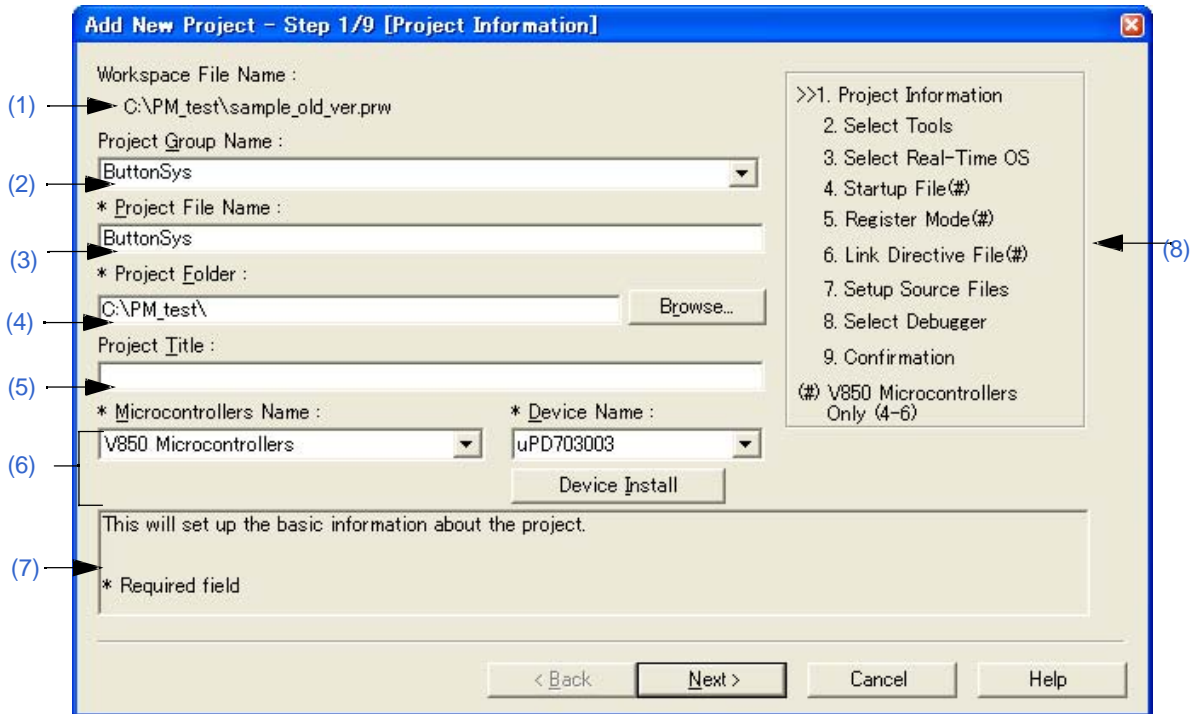 Add New Project - Step 1/9 [Project Information]
Workspace File Name :
(1) C:\PM_test\sample_old_ver.prw
Project Group Name :
(2) ButtonSys
* Project File Name :
(3) ButtonSys
* Project Folder :
(4) C:\PM_test\ Browse...
Project Title :
(5)
* Microcontrollers Name : * Device Name :
(6) V850 Microcontrollers uPD703003
Device Install
(7) This will set up the basic information about the project.
* Required field
>>1. Project Information
2. Select Tools
3. Select Real-Time OS
4. Startup File(#)
5. Register Mode(#)
6. Link Directive File(#)
7. Setup Source Files
8. Select Debugger
9. Confirmation
(#) V850 Microcontrollers
Only (4-6)
(8)
< Back Next > Cancel Help